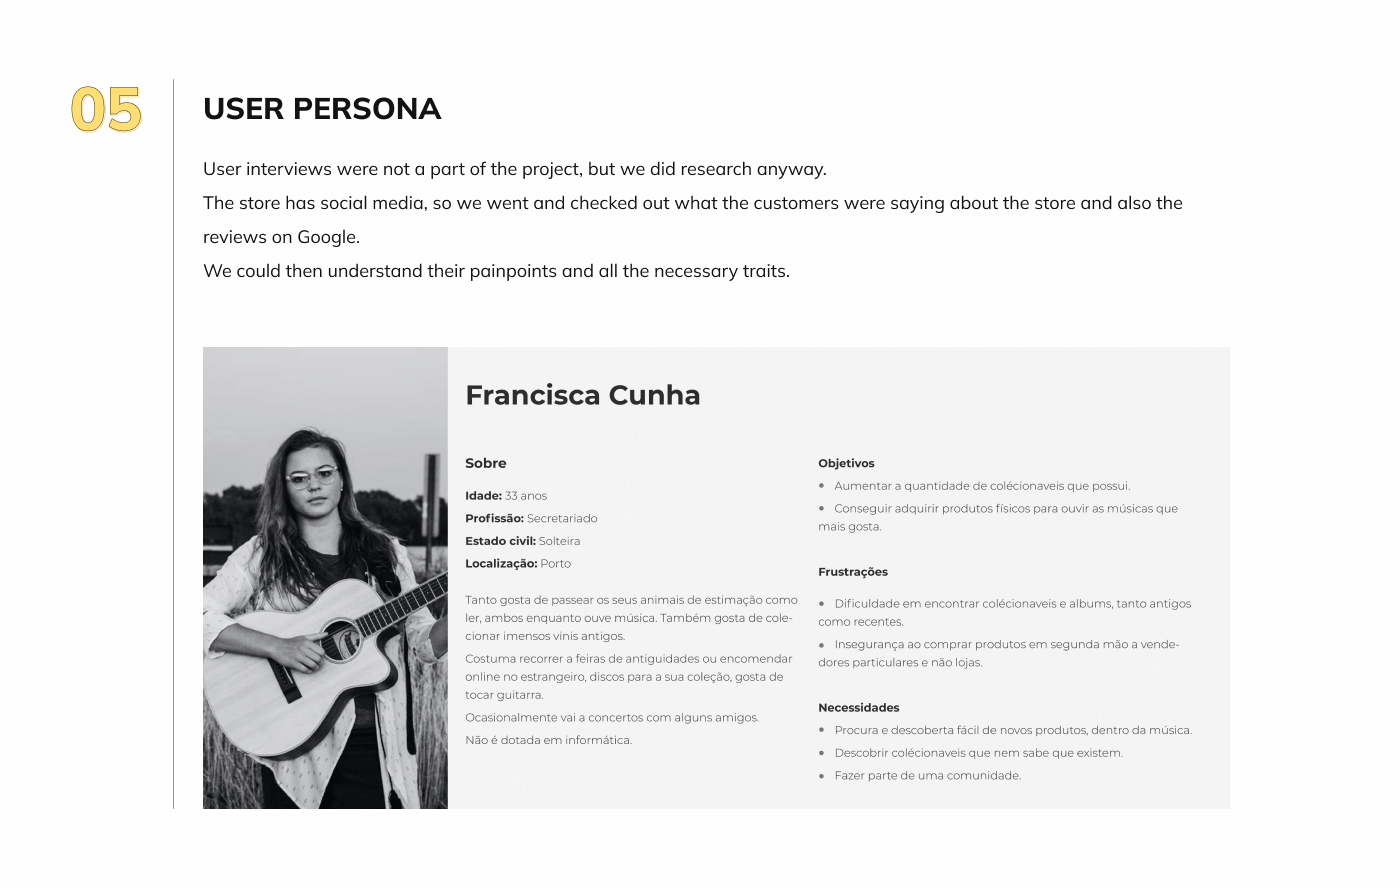 05
USER PERSONA
User interviews were not a part of the project, but we did research anyway.
The store has social media, so we went and checked out what the customers were saying about the store and also the
reviews on Google.
We could then understand their painpoints and all the necessary traits.
Francisca Cunha
Sobre
Idade: 33 anos
Profissão: Secretariado
Estado civil: Solteira
Localização: Porto
Tanto gosta de passear os seus animais de estimação como
ler, ambos enquanto ouve música. Também gosta de cole-
cionar imensos vinis antigos.
Costuma recorrer a feiras de antiguidades ou encomendar
online no estrangeiro, discos para a sua coleção, gosta de
tocar guitarra.
Ocasionalmente vai a concertos com alguns amigos.
Não é dotada em informática.
Objetivos
• Aumentar a quantidade de colécionaveis que possui.
• Conseguir adquirir produtos físicos para ouvir as músicas que
mais gosta.
Frustrações
• Dificuldade em encontrar colécionaveis e albums, tanto antigos
como recentes.
• Insegurança ao comprar produtos em segunda mão a vende-
dores particulares e não lojas.
Necessidades
• Procura e descoberta fácil de novos produtos, dentro da música.
• Descobrir colécionaveis que nem sabe que existem.
• Fazer parte de uma comunidade.